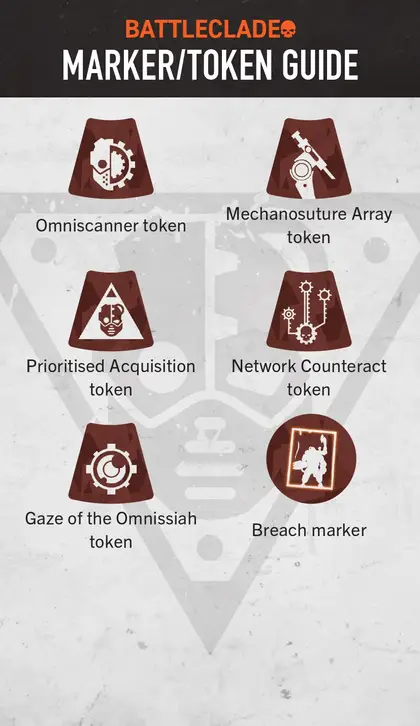 BATTLECLADE
MARKER/TOKEN GUIDE
Omniscanner token
Mechanosuture Array
token
Prioritised Acquisition
token
Network Counteract
token
Gaze of the Omnissiah
token
Breach marker